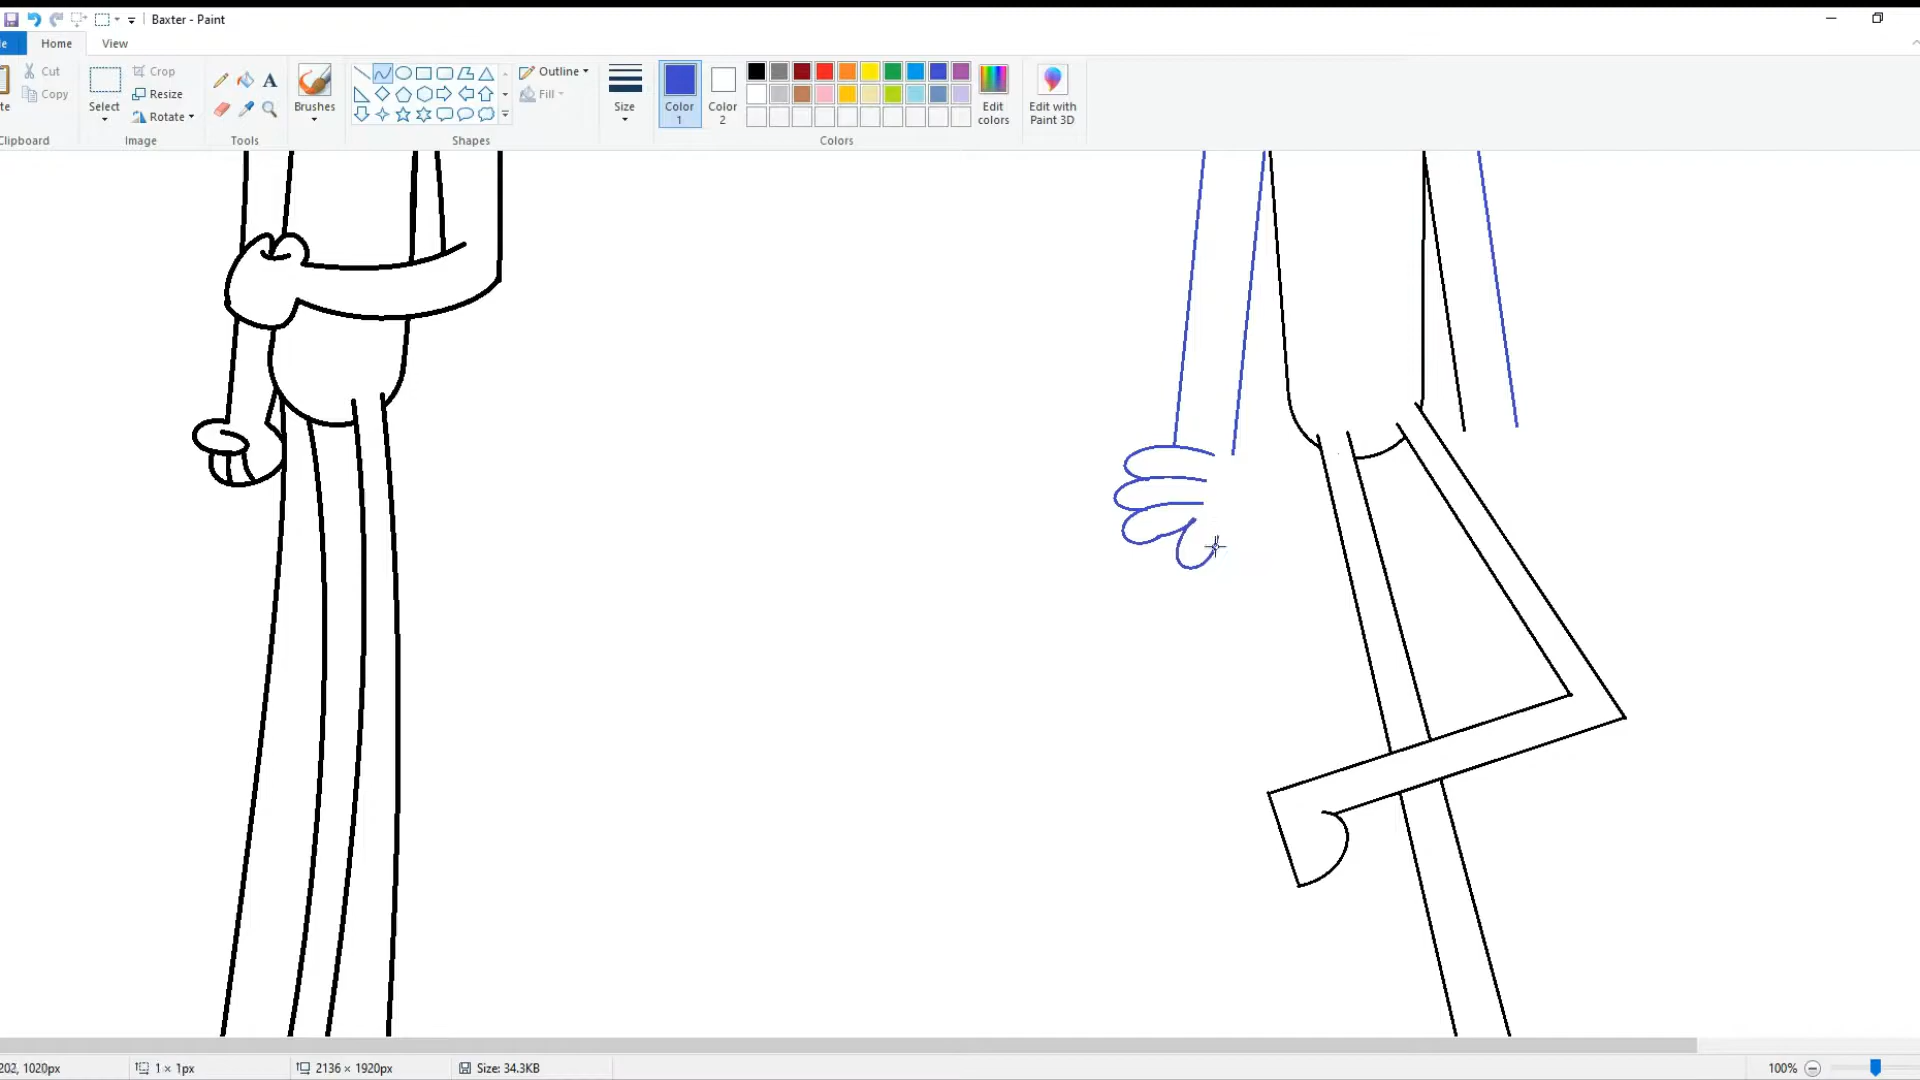 Baxter - Paint
Home View
Cut
Copy
Clipboard
Select
Crop
Resize
Rotate
Image
A
Tools
Brushes
Shapes
Outline
Fill
Size
Color 1
Color 2
Colors
Edit colors
Edit with Paint 3D
202, 1020px
1 × 1px
2136 × 1920px
Size: 34.3KB
100%